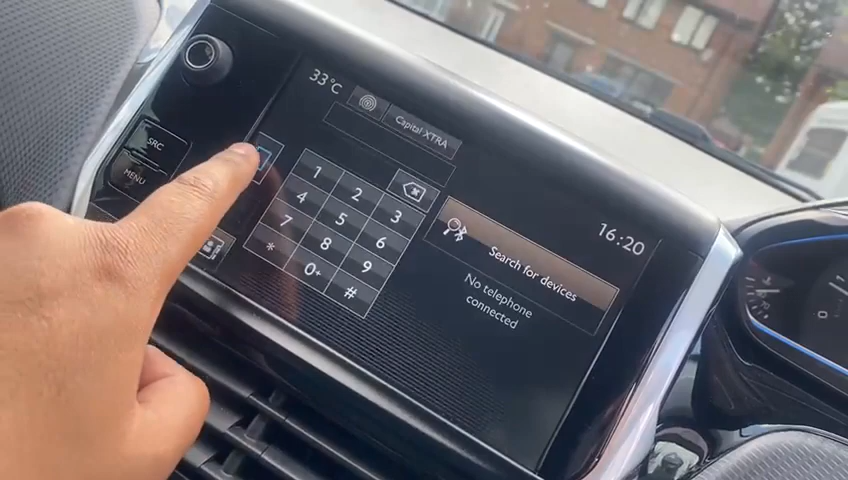 33°C
Capital XTRA
16:20
SRC
MENU
1 2 3
4 5 6
7 8 9
* 0+ #
Search for devices
No telephone
connected